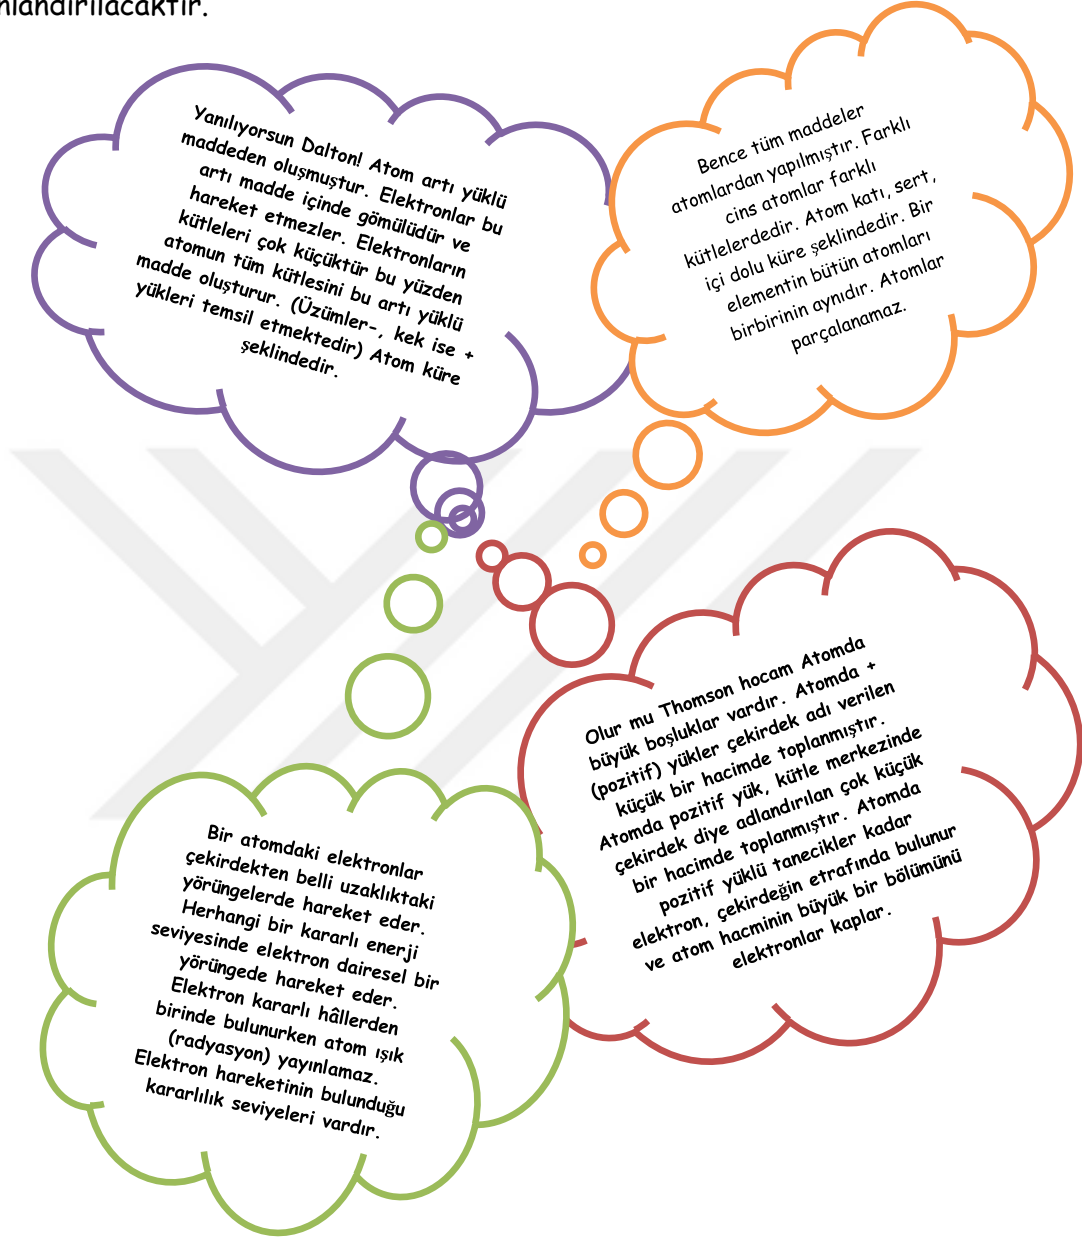 nlandırılacaktır.
Yanılıyorsun Dalton! Atom artı yüklü
maddeden oluşmuştur. Elektronlar bu
artı madde içinde gömülüdür ve
hareket etmezler. Elektronların
kütleleri çok küçüktür bu yüzden
atomun tüm kütlesini bu artı yüklü
madde oluşturur. (Üzümler-, kek ise +
yükleri temsil etmektedir) Atom küre
şeklindedir.
Bence tüm maddeler
atomlardan yapılmıştır. Farklı
cins atomlar farklı
kütlelerdedir. Atom katı, sert,
içi dolu küre şeklindedir. Bir
elementin bütün atomları
birbirinin aynıdır. Atomlar
parçalanamaz.
Olur mu Thomson hocam Atomda
büyük boşluklar vardır. Atomda +
(pozitif) yükler çekirdek adı verilen
küçük bir hacimde toplanmıştır.
Atomda pozitif yük, kütle merkezinde
çekirdek diye adlandırılan çok küçük
bir hacimde toplanmıştır. Atomda
pozitif yüklü tanecikler kadar
elektron, çekirdeğin etrafında bulunur
ve atom hacminin büyük bir bölümünü
elektronlar kaplar.
Bir atomdaki elektronlar
çekirdekten belli uzaklıktaki
yörüngelerde hareket eder.
Herhangi bir kararlı enerji
seviyesinde elektron dairesel bir
yörüngede hareket eder.
Elektron kararlı hâllerden
birinde bulunurken atom ışık
(radyasyon) yayınlamaz.
Elektron hareketinin bulunduğu
kararlılık seviyeleri vardır.